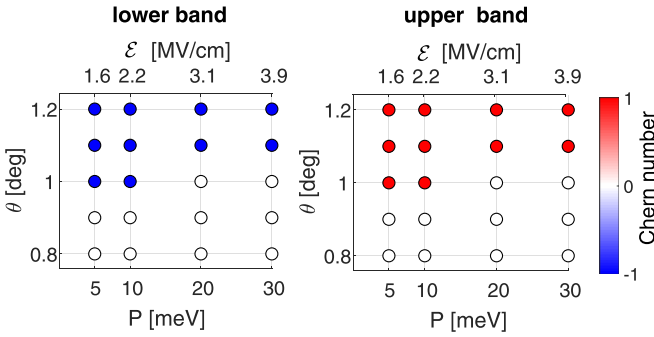 lower band
ℰ [MV/cm]
1.6 2.2 3.1 3.9
1.2
1
0.8
θ [deg]
5 10 20 30
P [meV]
upper band
ℰ [MV/cm]
1.6 2.2 3.1 3.9
1.2
1
0.8
θ [deg]
5 10 20 30
P [meV]
1
0
-1
Chern number